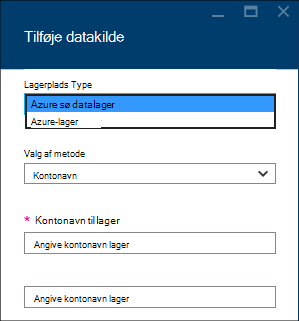 Tilføje datakilde
Lagerplads Type
Azure sø datalager
Azure-lager
Valg af metode
Kontonavn
* Kontonavn til lager
Angive kontonavn lager
Angive kontonavn lager